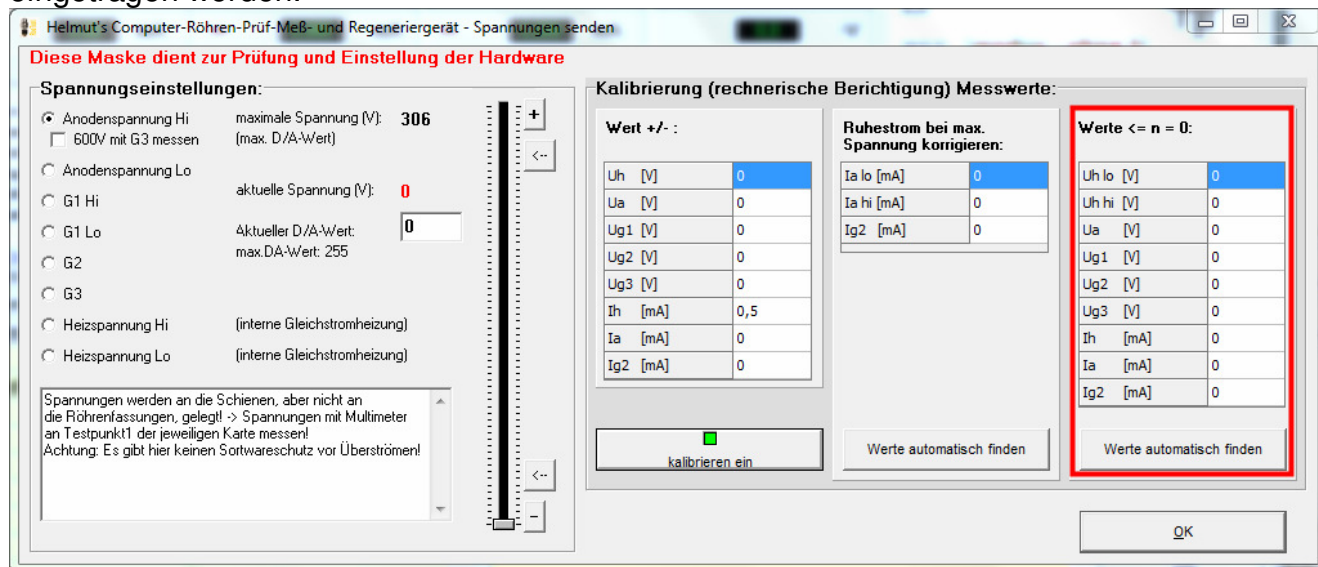 eingetragen werden.
Helmut's Computer-Röhren-Prüf-Meß- und Regeneriergerät - Spannungen senden
Diese Maske dient zur Prüfung und Einstellung der Hardware
Spannungseinstellungen:
Anodenspannung Hi
600V mit G3 messen
Anodenspannung Lo
G1 Hi
G1 Lo
G2
G3
Heizspannung Hi (interne Gleichstromheizung)
Heizspannung Lo (interne Gleichstromheizung)
maximale Spannung (V): 306
(max. D/A-Wert)
aktuelle Spannung (V): 0
Aktueller D/A-Wert: 0
max.DA-Wert: 255
+
<--
<--
-
Spannungen werden an die Schienen, aber nicht an
die Röhrenfassungen, gelegt! -> Spannungen mit Multimeter
an Testpunkt1 der jeweiligen Karte messen!
Achtung: Es gibt hier keinen Sortwareschutz vor Überströmen!
Kalibrierung (rechnerische Berichtigung) Messwerte:
Wert +/- :
Uh [V] 0
Ua [V] 0
Ug1 [V] 0
Ug2 [V] 0
Ug3 [V] 0
Ih [mA] 0,5
Ia [mA] 0
Ig2 [mA] 0
kalibrieren ein
Ruhestrom bei max.
Spannung korrigieren:
Ia lo [mA] 0
Ia hi [mA] 0
Ig2 [mA] 0
Werte automatisch finden
Werte <= n = 0:
Uh lo [V] 0
Uh hi [V] 0
Ua [V] 0
Ug1 [V] 0
Ug2 [V] 0
Ug3 [V] 0
Ih [mA] 0
Ia [mA] 0
Ig2 [mA] 0
Werte automatisch finden
OK